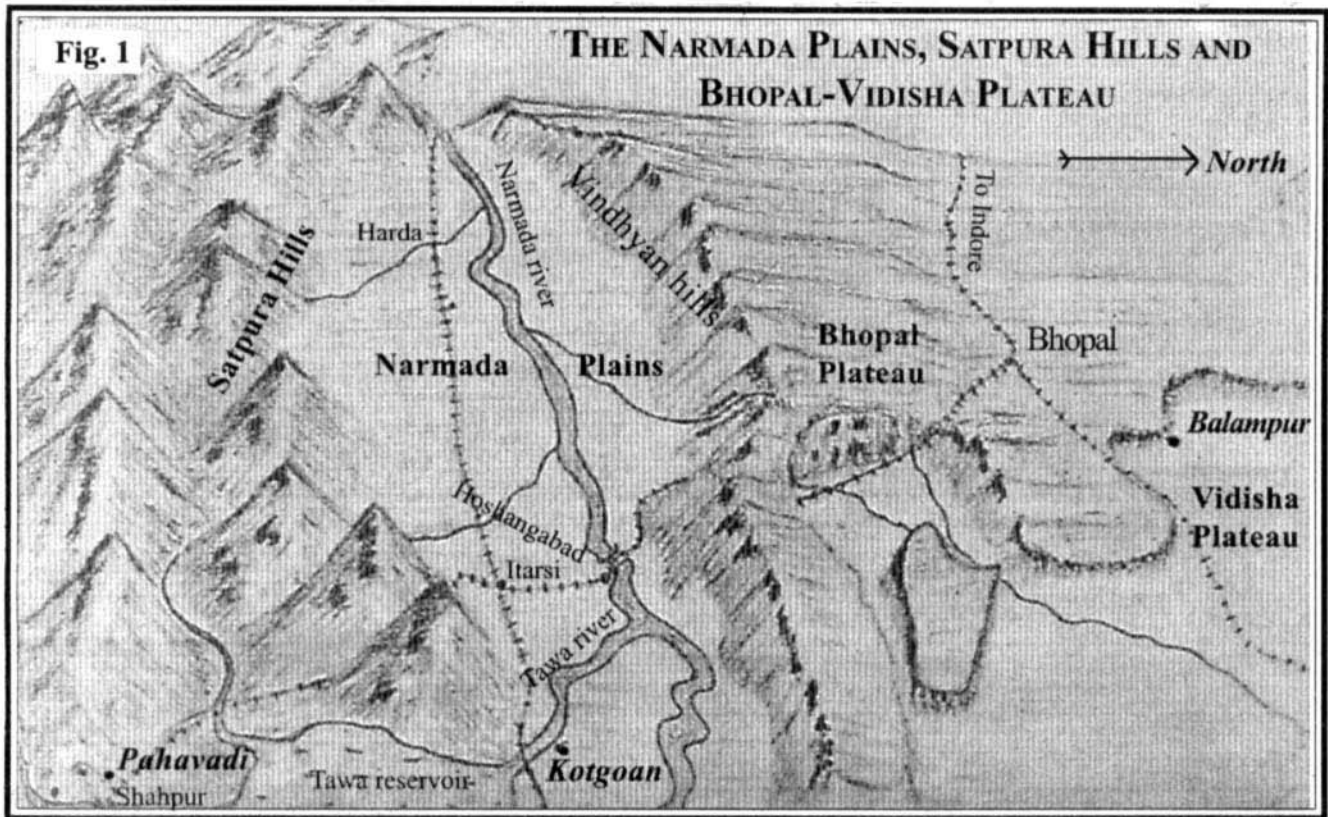 Fig. 1
THE NARMADA PLAINS, SATPURA HILLS AND
BHOPAL-VIDISHA PLATEAU
North
To Indore
Narmada river
Vindhyan hills
Harda
Satpura Hills
Narmada Plains
Bhopal
Plateau
Bhopal
Balampur
Vidisha
Plateau
Hoshangabad
Itarsi
Tawa river
Pahavadi
Shahpur
Tawa reservoir
Kotgoan